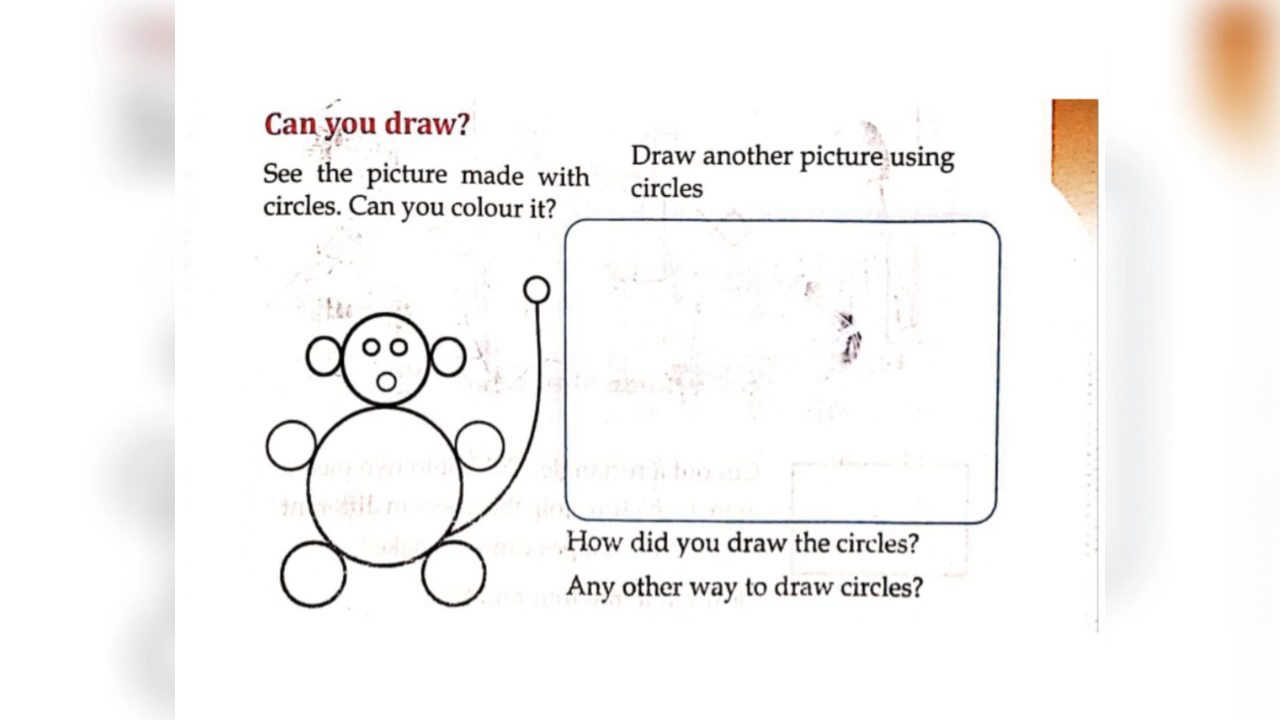 Can you draw?
See the picture made with
circles. Can you colour it?
Draw another picture using
circles
How did you draw the circles?
Any other way to draw circles?